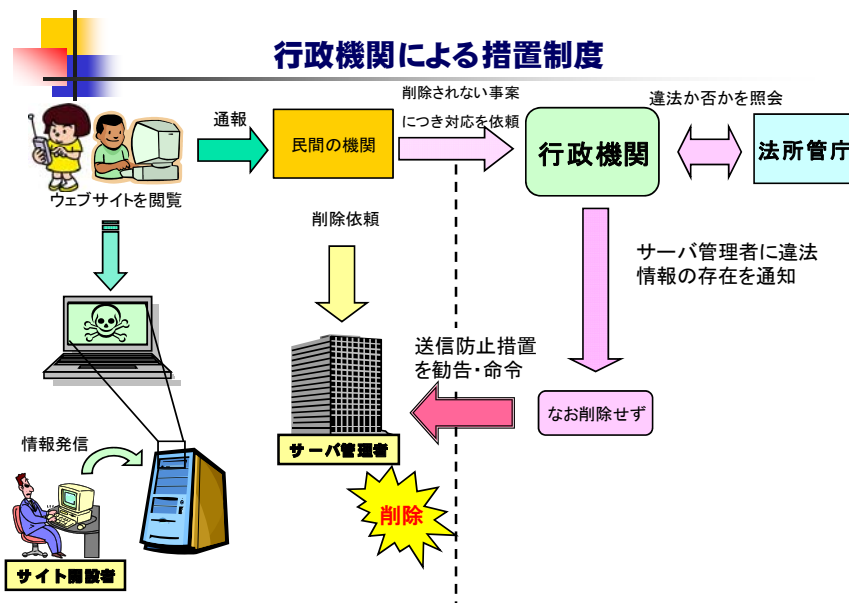 行政機関による措置制度
削除されない事案
につき対応を依頼
違法か否かを照会
通報
民間の機関
行政機関
法所管庁
ウェブサイトを閲覧
削除依頼
サーバ管理者に違法
情報の存在を通知
送信防止措置
を勧告・命令
なお削除せず
情報発信
サーバ管理者
削除
サイト開設者